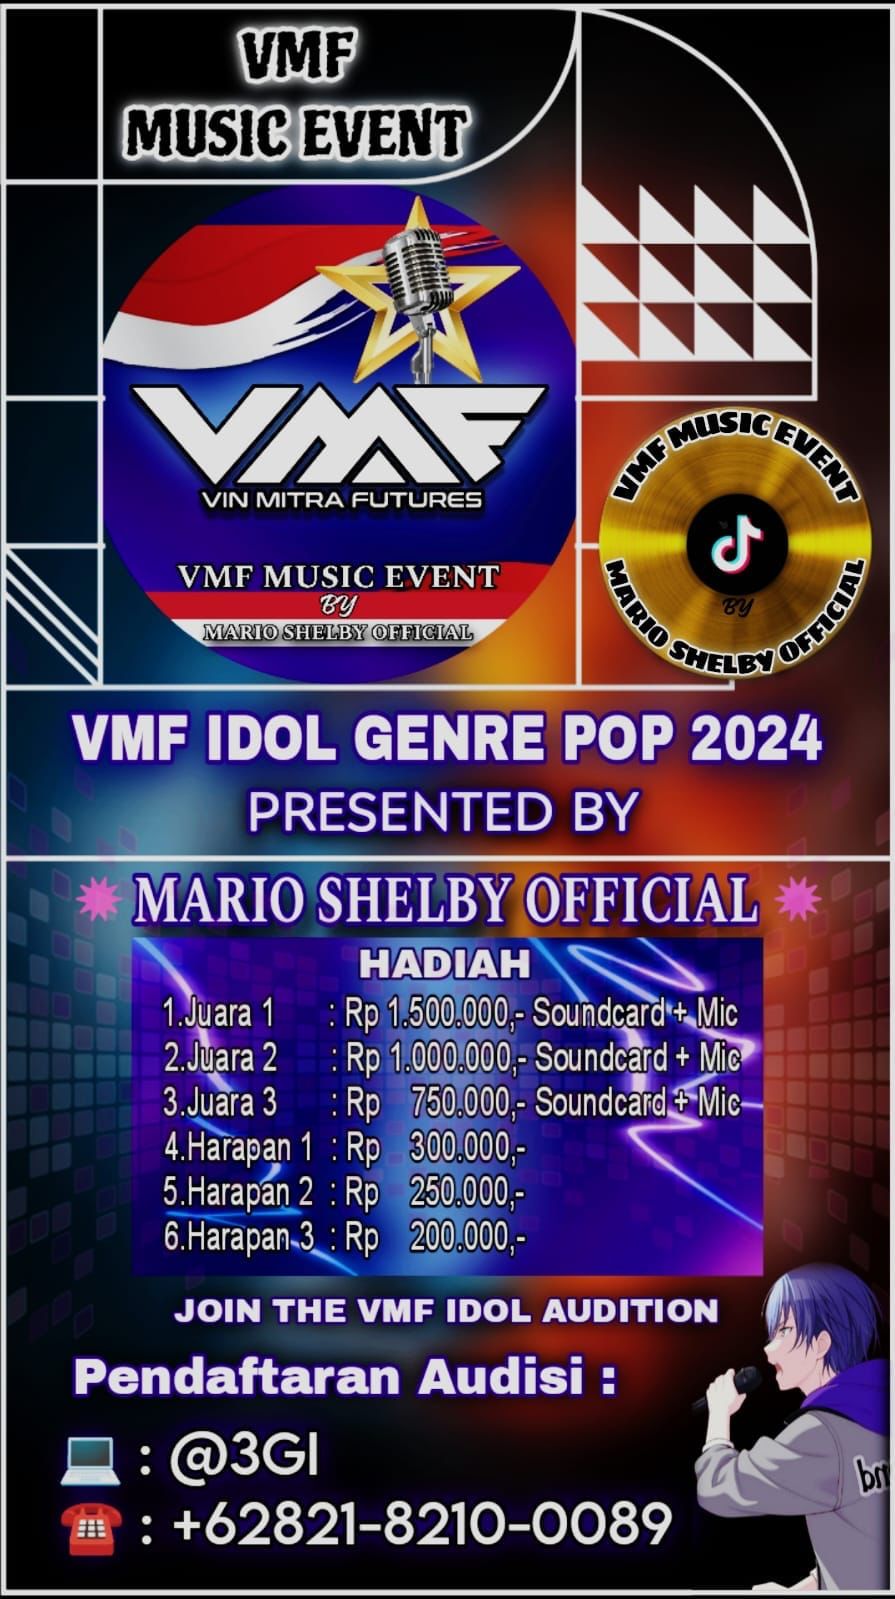 VMF
MUSIC EVENT
VMF
VIN MITRA FUTURES
VMF MUSIC EVENT
BY
MARIO SHELBY OFFICIAL
VMF MUSIC EVENT
BY
MARIO SHELBY OFFICIAL
VMF IDOL GENRE POP 2024
PRESENTED BY
MARIO SHELBY OFFICIAL
HADIAH
1.Juara 1 : Rp 1.500.000,- Soundcard + Mic
2.Juara 2 : Rp 1.000.000,- Soundcard + Mic
3.Juara 3 : Rp 750.000,- Soundcard + Mic
4.Harapan 1 : Rp 300.000,-
5.Harapan 2 : Rp 250.000,-
6.Harapan 3 : Rp 200.000,-
JOIN THE VMF IDOL AUDITION
Pendaftaran Audisi :
: @3GI
: +62821-8210-0089